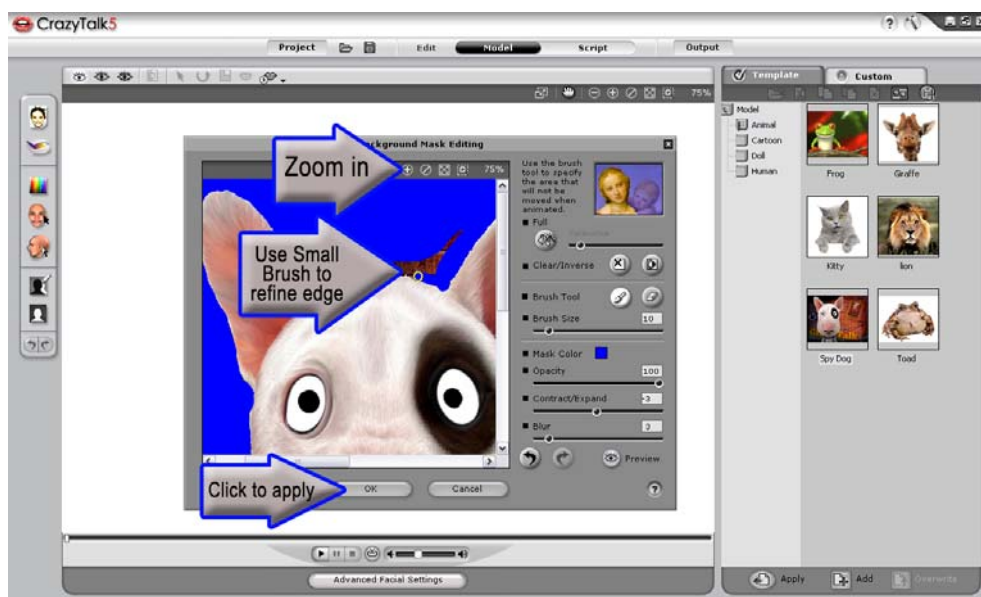 CrazyTalk5
Project Edit Model Script Output
75%
Template Custom
Model
Animal
Cartoon
Doll
Human
Frog
Giraffe
Kitty
lion
Spy Dog
Toad
Apply Add Overwrite
ackground Mask Editing
75%
Zoom in
Use Small
Brush to
refine edge
Click to apply
Use the brush
tool to specify
the area that
will not be
moved when
animated.
Full
Clear/Inverse
Brush Tool
Brush Size 10
Mask Color
Opacity 100
Contract/Expand -3
Blur 2
Preview
OK Cancel
Advanced Facial Settings